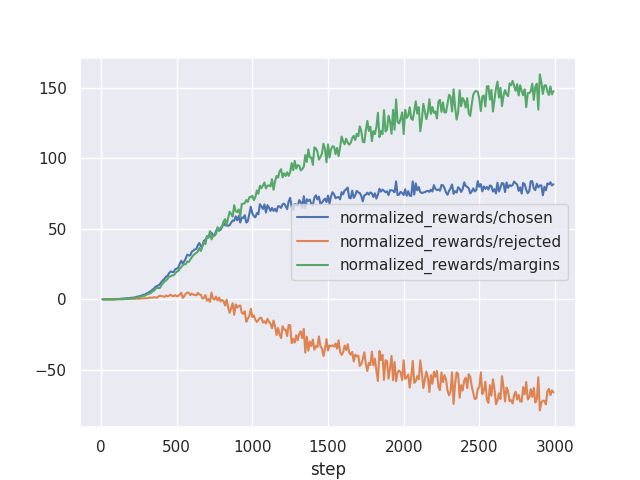 150
100
50
0
−50
normalized_rewards/chosen
normalized_rewards/rejected
normalized_rewards/margins
0 500 1000 1500 2000 2500 3000
step